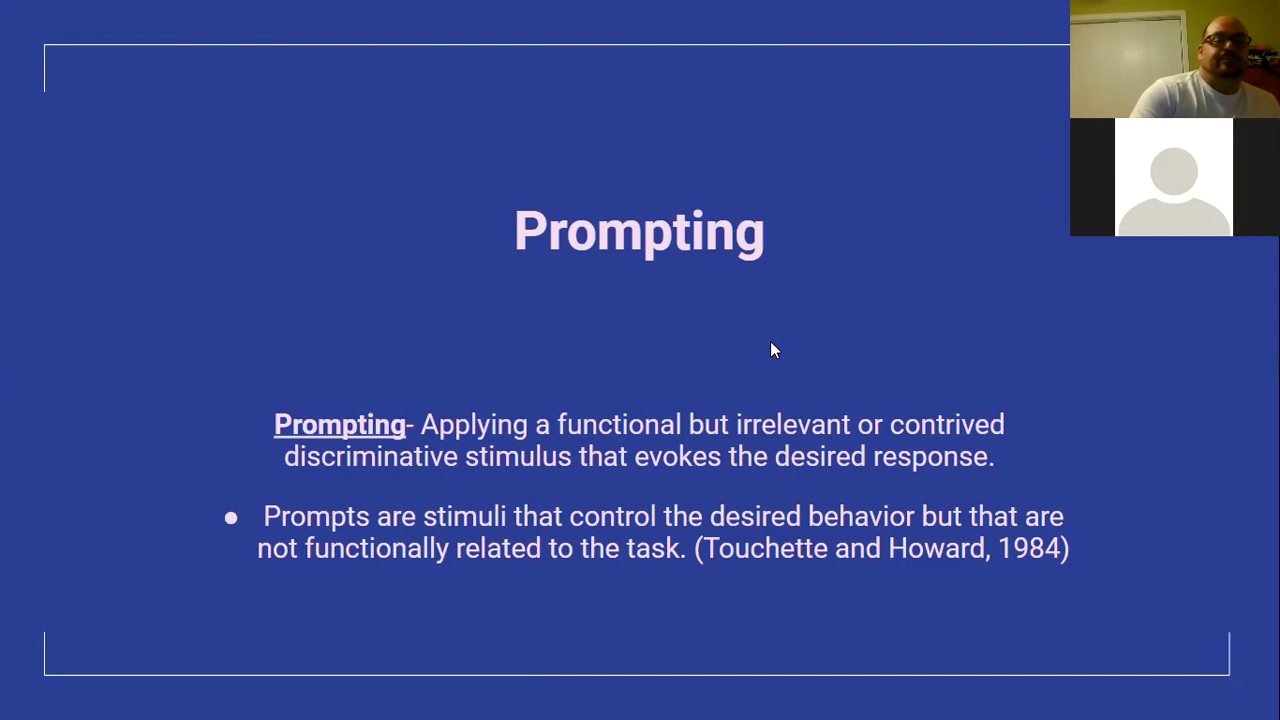 Prompting
Prompting- Applying a functional but irrelevant or contrived
discriminative stimulus that evokes the desired response.
● Prompts are stimuli that control the desired behavior but that are
not functionally related to the task. (Touchette and Howard, 1984)